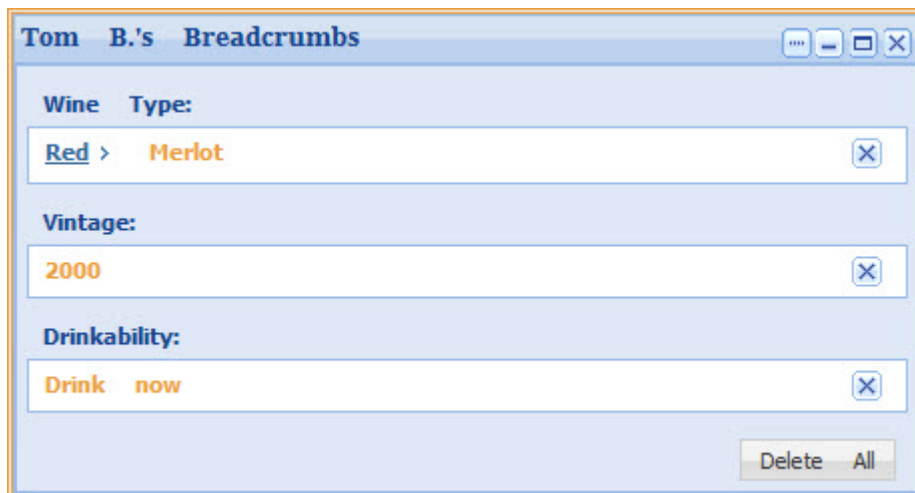 Tom B.'s Breadcrumbs
Wine Type:
Red > Merlot
Vintage:
2000
Drinkability:
Drink now
Delete All